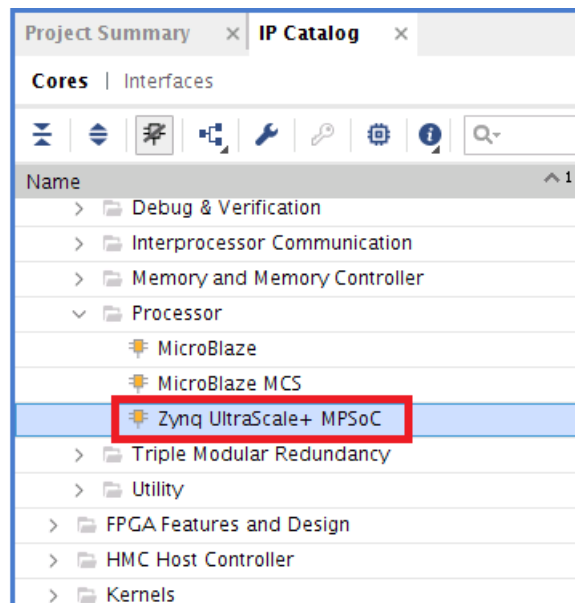 Project Summary × IP Catalog ×
Cores | Interfaces
Q
Name 1
Debug & Verification
Interprocessor Communication
Memory and Memory Controller
Processor
MicroBlaze
MicroBlaze MCS
Zynq UltraScale+ MPSoC
Triple Modular Redundancy
Utility
FPGA Features and Design
HMC Host Controller
Kernels